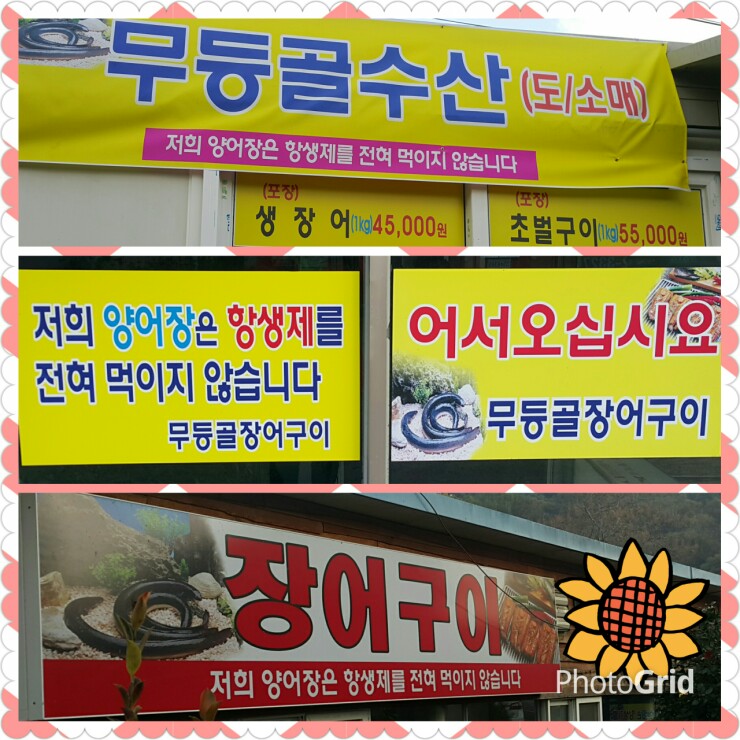 무등골수산(도/소매)
저희 양어장은 항생제를 전혀 먹이지 않습니다
(포장)
생 장 어(1kg)45,000원
(포장)
초벌구이(1kg)55,000원
저희 양어장은 항생제를
전혀 먹이지 않습니다
무등골장어구이
어서오십시요
무등골장어구이
장어구이
저희 양어장은 항생제를 전혀 먹이지 않습니다
PhotoGrid